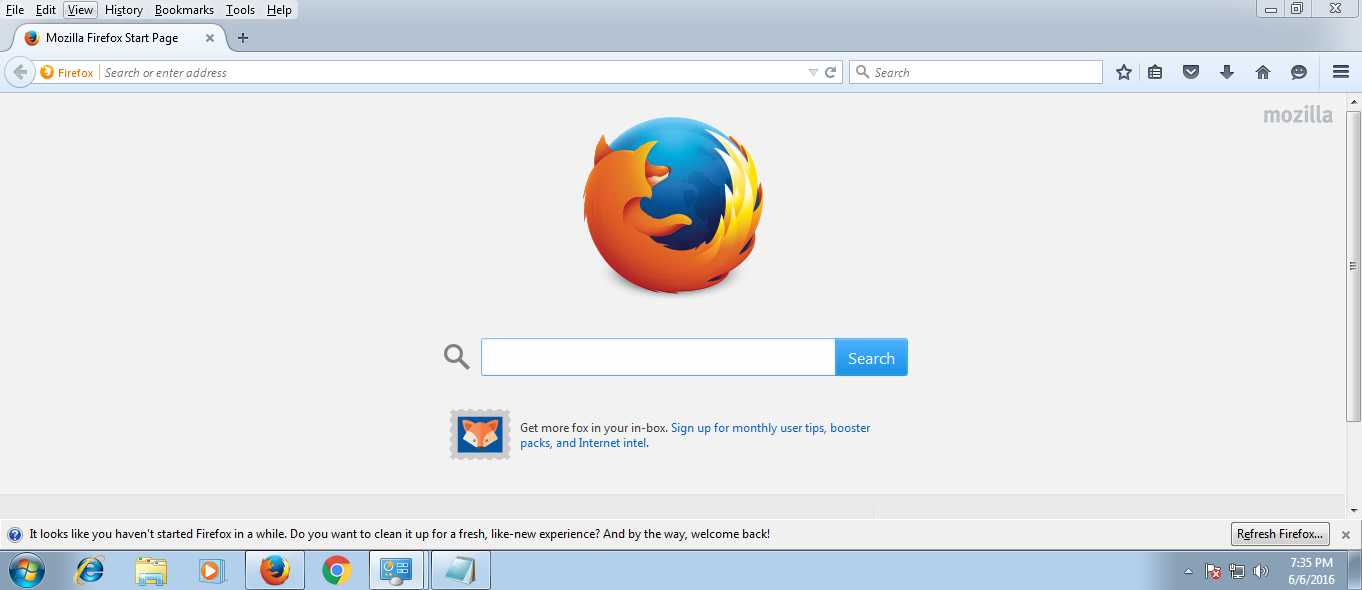 File Edit View History Bookmarks Tools Help
Mozilla Firefox Start Page
Firefox Search or enter address Search
mozilla
Search
Get more fox in your in-box. Sign up for monthly user tips, booster
packs, and Internet intel.
It looks like you haven't started Firefox in a while. Do you want to clean it up for a fresh, like-new experience? And by the way, welcome back! Refresh Firefox...
7:35 PM
6/6/2016